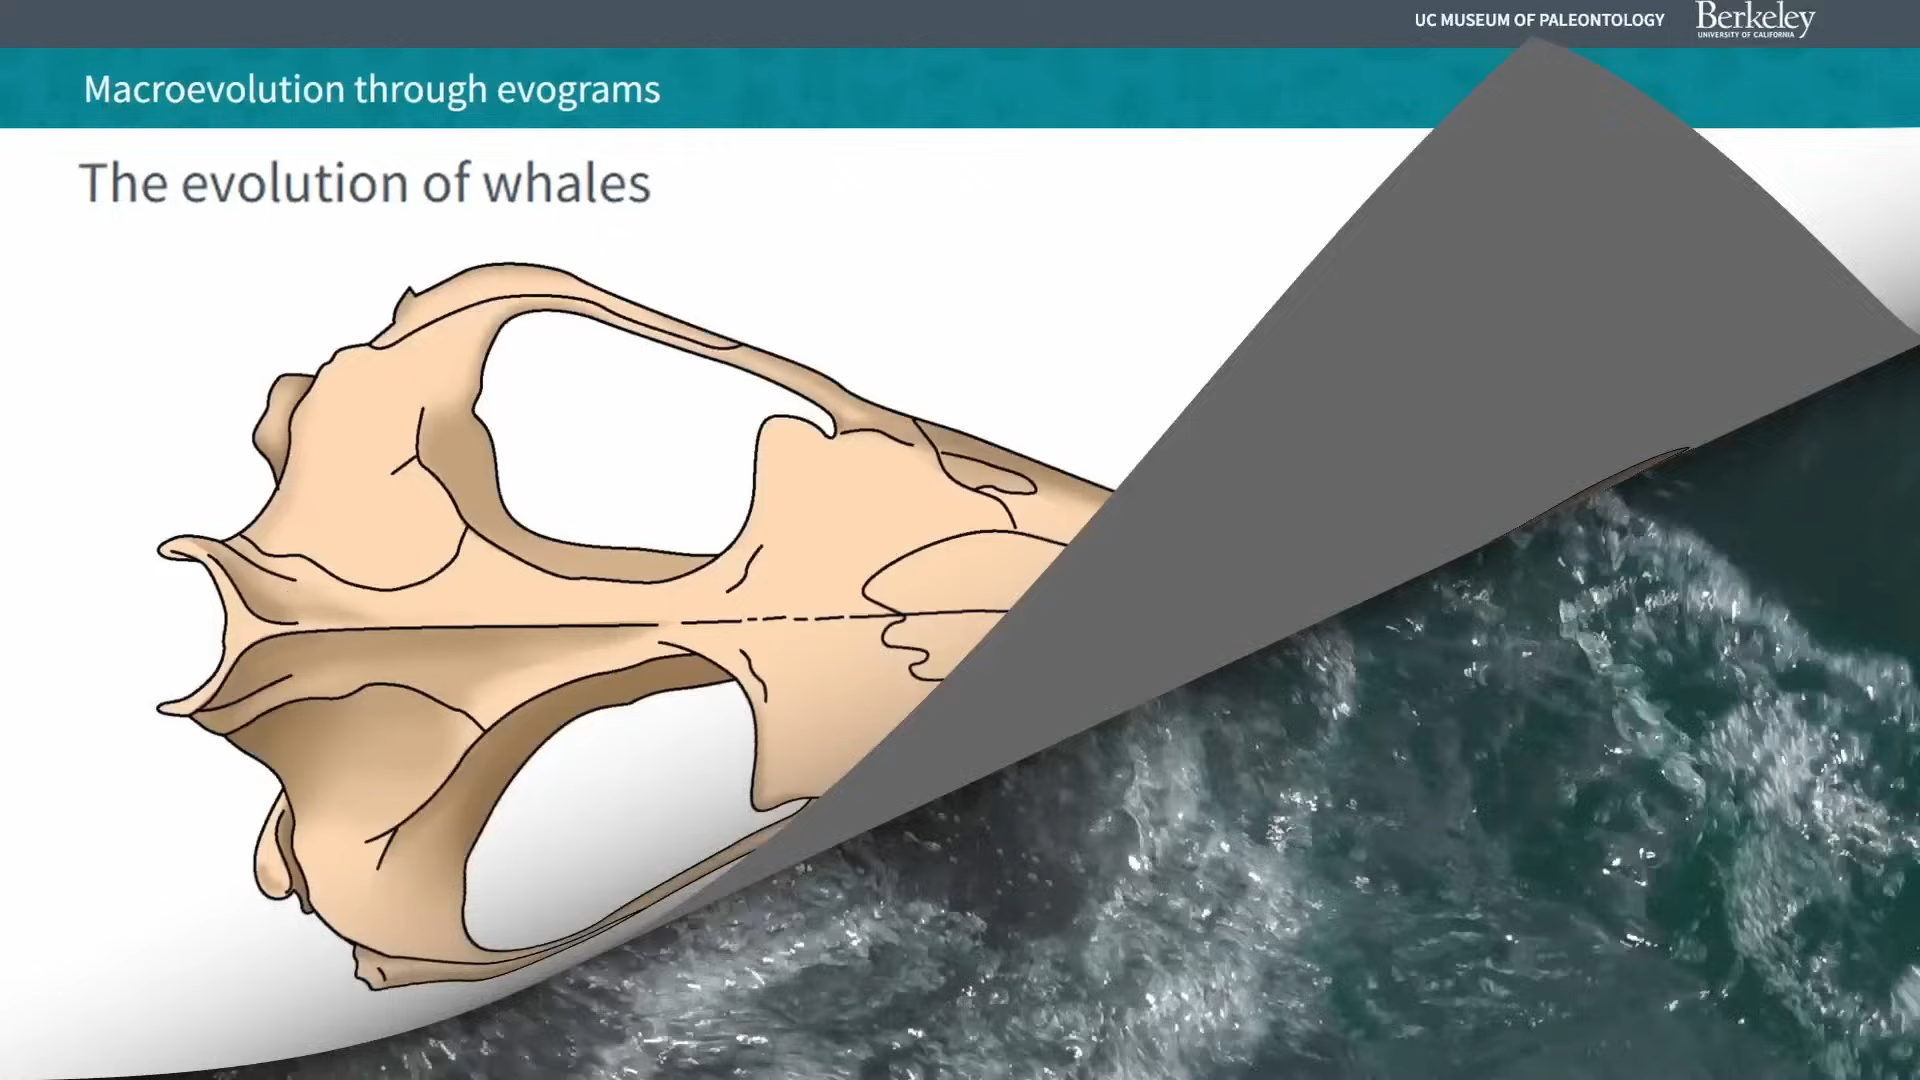 UC MUSEUM OF PALEONTOLOGY
Berkeley
UNIVERSITY OF CALIFORNIA
Macroevolution through evograms
The evolution of whales